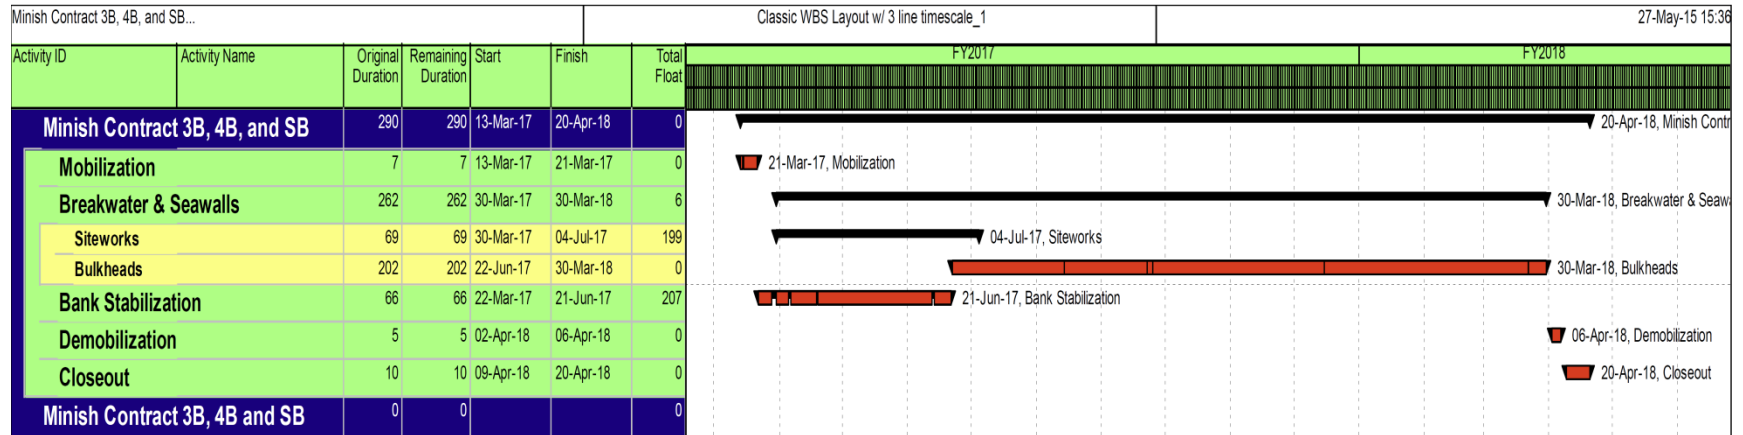 Minish Contract 3B, 4B, and SB... Classic WBS Layout w/ 3 line timescale_1 27-May-15 15:36
Activity ID Activity Name Original Duration Remaining Duration Start Finish Total Float FY2017 FY2018
Minish Contract 3B, 4B, and SB 290 290 13-Mar-17 20-Apr-18 0 20-Apr-18, Minish Contr
Mobilization 7 7 13-Mar-17 21-Mar-17 0 21-Mar-17, Mobilization
Breakwater & Seawalls 262 262 30-Mar-17 30-Mar-18 6 30-Mar-18, Breakwater & Seawa
Siteworks 69 69 30-Mar-17 04-Jul-17 199 04-Jul-17, Siteworks
Bulkheads 202 202 22-Jun-17 30-Mar-18 0 30-Mar-18, Bulkheads
Bank Stabilization 66 66 22-Mar-17 21-Jun-17 207 21-Jun-17, Bank Stabilization
Demobilization 5 5 02-Apr-18 06-Apr-18 0 06-Apr-18, Demobilization
Closeout 10 10 09-Apr-18 20-Apr-18 0 20-Apr-18, Closeout
Minish Contract 3B, 4B and SB 0 0 0